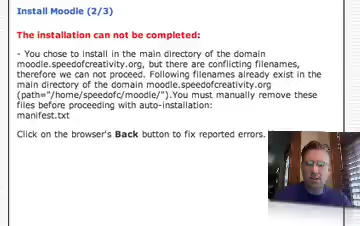 Install Moodle (2/3)
The installation can not be completed:
- You chose to install in the main directory of the domain
moodle.speedofcreativity.org, but there are conflicting filenames,
therefore we can not proceed. Following filenames already exist in the
main directory of the domain moodle.speedofcreativity.org
(path="/home/speedofc/moodle/").You must manually remove these
files before proceeding with auto-installation:
manifest.txt
Click on the browser's Back button to fix reported errors.